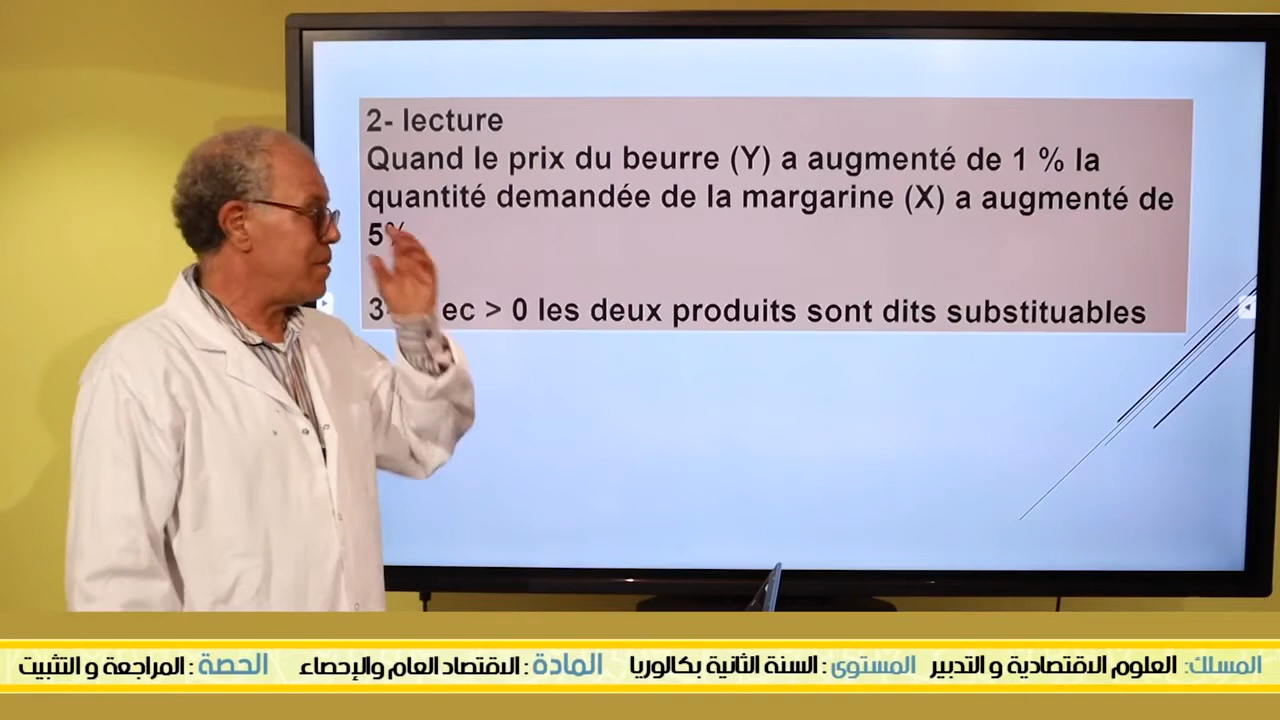 2- lecture
Quand le prix du beurre (Y) a augmenté de 1 % la
quantité demandée de la margarine (X) a augmenté de
5%
3- ec > 0 les deux produits sont dits substituables
المسلك: العلوم الاقتصادية و التدبير المستوى : السنة الثانية بكالوريا المادة : الاقتصاد العام والإحصاء الحصة : المراجعة و التثبيت